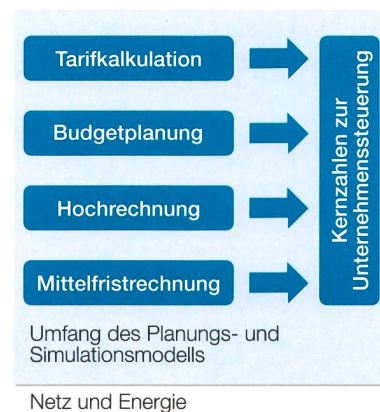 Tarifkalkulation
Budgetplanung
Hochrechnung
Mittelfristrechnung
Kernzahlen zur
Unternehmenssteuerung
Umfang des Planungs- und
Simulationsmodells
Netz und Energie